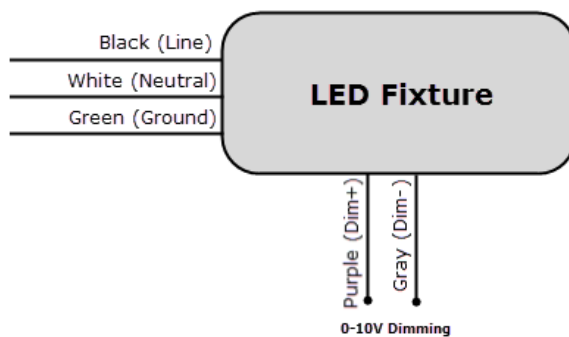 Black (Line)
White (Neutral)
Green (Ground)
LED Fixture
Purple (Dim+)
Gray (Dim-)
0-10V Dimming